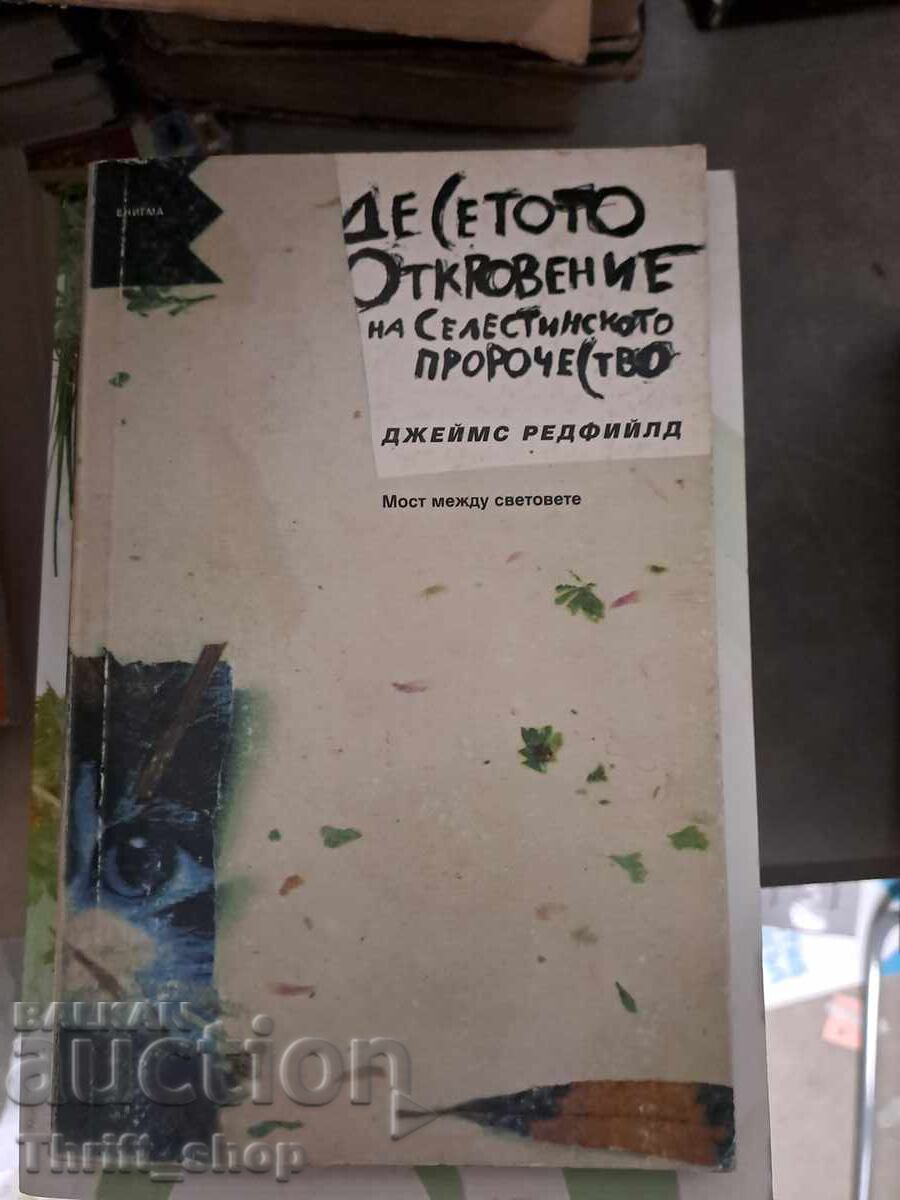 ЕНИГМА
ДЕСЕТОТО
ОТКРОВЕНИЕ
НА СЕЛЕСТИНСКОТО
ПРОРОЧЕСТВО
ДЖЕЙМС РЕДФИЙЛД
Мост между световете
BALKAN
auction
Thrift_shop